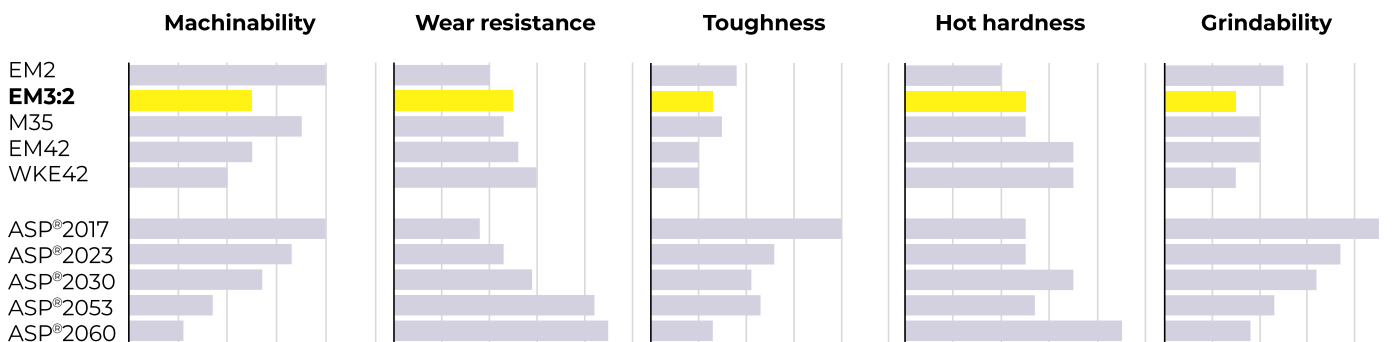 Machinability Wear resistance Toughness Hot hardness Grindability
EM2
EM3:2
M35
EM42
WKE42
ASP®2017
ASP®2023
ASP®2030
ASP®2053
ASP®2060